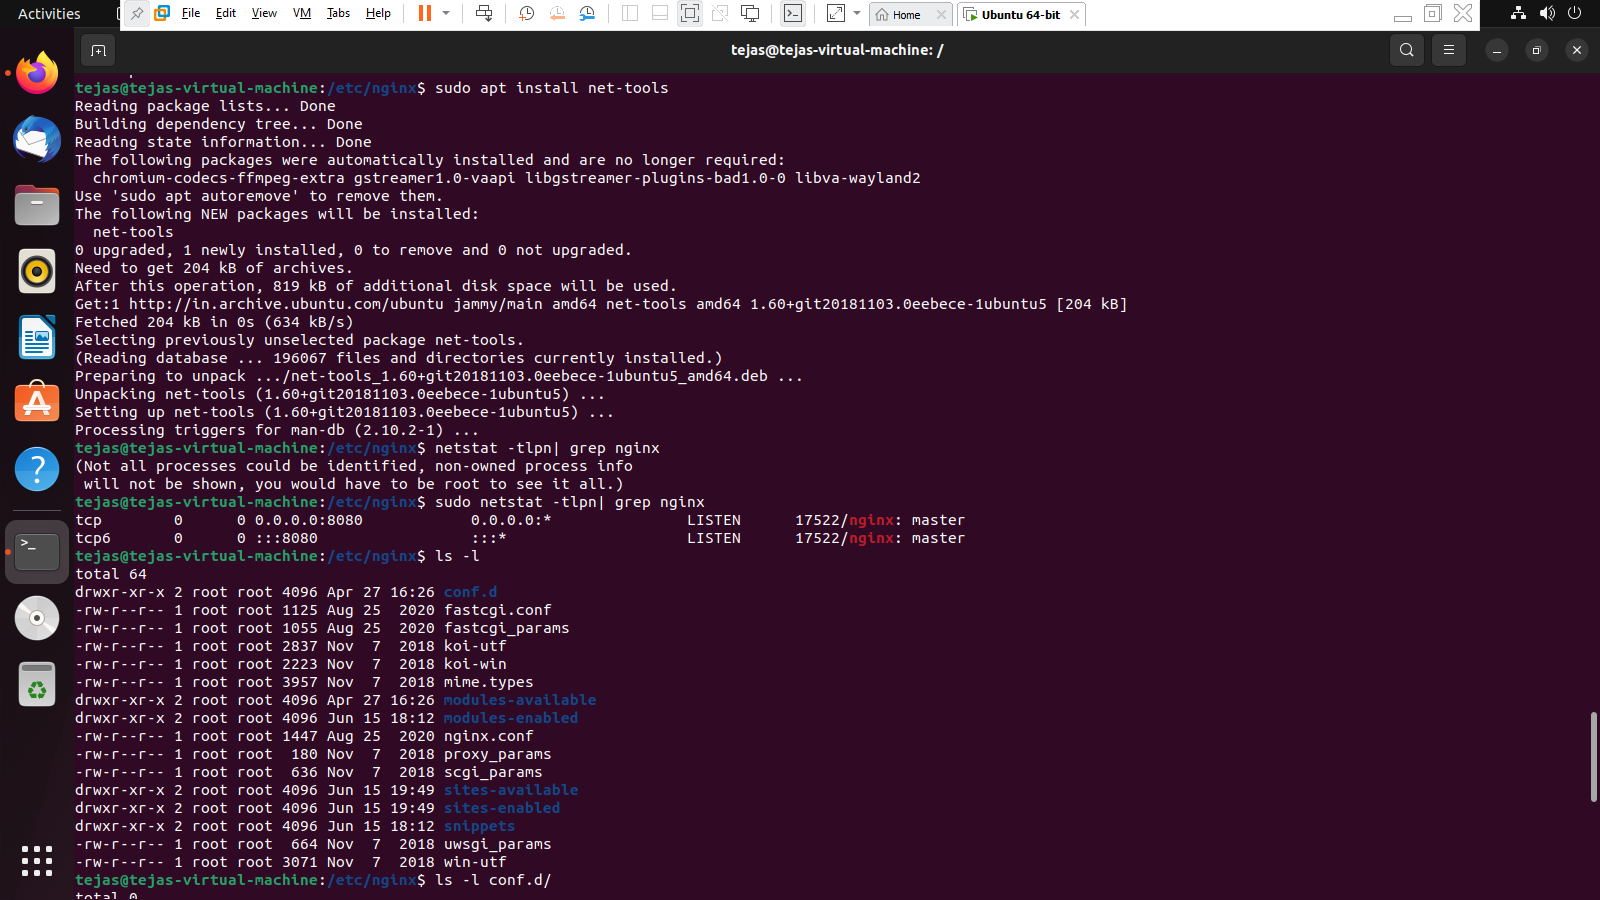 Activities
File Edit View VM Tabs Help
Home
Ubuntu 64-bit
tejas@tejas-virtual-machine: /
tejas@tejas-virtual-machine:/etc/nginx$ sudo apt install net-tools
Reading package lists... Done
Building dependency tree... Done
Reading state information... Done
The following packages were automatically installed and are no longer required:
  chromium-codecs-ffmpeg-extra gstreamer1.0-vaapi libgstreamer-plugins-bad1.0-0 libva-wayland2
Use 'sudo apt autoremove' to remove them.
The following NEW packages will be installed:
  net-tools
0 upgraded, 1 newly installed, 0 to remove and 0 not upgraded.
Need to get 204 kB of archives.
After this operation, 819 kB of additional disk space will be used.
Get:1 http://in.archive.ubuntu.com/ubuntu jammy/main amd64 net-tools amd64 1.60+git20181103.0eebece-1ubuntu5 [204 kB]
Fetched 204 kB in 0s (634 kB/s)
Selecting previously unselected package net-tools.
(Reading database ... 196067 files and directories currently installed.)
Preparing to unpack .../net-tools_1.60+git20181103.0eebece-1ubuntu5_amd64.deb ...
Unpacking net-tools (1.60+git20181103.0eebece-1ubuntu5) ...
Setting up net-tools (1.60+git20181103.0eebece-1ubuntu5) ...
Processing triggers for man-db (2.10.2-1) ...
tejas@tejas-virtual-machine:/etc/nginx$ netstat -tlpn| grep nginx
(Not all processes could be identified, non-owned process info
 will not be shown, you would have to be root to see it all.)
tejas@tejas-virtual-machine:/etc/nginx$ sudo netstat -tlpn| grep nginx
tcp        0      0 0.0.0.0:8080            0.0.0.0:*               LISTEN      17522/nginx: master
tcp6       0      0 :::8080                 :::*                    LISTEN      17522/nginx: master
tejas@tejas-virtual-machine:/etc/nginx$ ls -l
total 64
drwxr-xr-x 2 root root 4096 Apr 27 16:26 conf.d
-rw-r--r-- 1 root root 1125 Aug 25  2020 fastcgi.conf
-rw-r--r-- 1 root root 1055 Aug 25  2020 fastcgi_params
-rw-r--r-- 1 root root 2837 Nov  7  2018 koi-utf
-rw-r--r-- 1 root root 2223 Nov  7  2018 koi-win
-rw-r--r-- 1 root root 3957 Nov  7  2018 mime.types
drwxr-xr-x 2 root root 4096 Apr 27 16:26 modules-available
drwxr-xr-x 2 root root 4096 Jun 15 18:12 modules-enabled
-rw-r--r-- 1 root root 1447 Aug 25  2020 nginx.conf
-rw-r--r-- 1 root root  180 Nov  7  2018 proxy_params
-rw-r--r-- 1 root root  636 Nov  7  2018 scgi_params
drwxr-xr-x 2 root root 4096 Jun 15 19:49 sites-available
drwxr-xr-x 2 root root 4096 Jun 15 19:49 sites-enabled
drwxr-xr-x 2 root root 4096 Jun 15 18:12 snippets
-rw-r--r-- 1 root root  664 Nov  7  2018 uwsgi_params
-rw-r--r-- 1 root root 3071 Nov  7  2018 win-utf
tejas@tejas-virtual-machine:/etc/nginx$ ls -l conf.d/
total 0